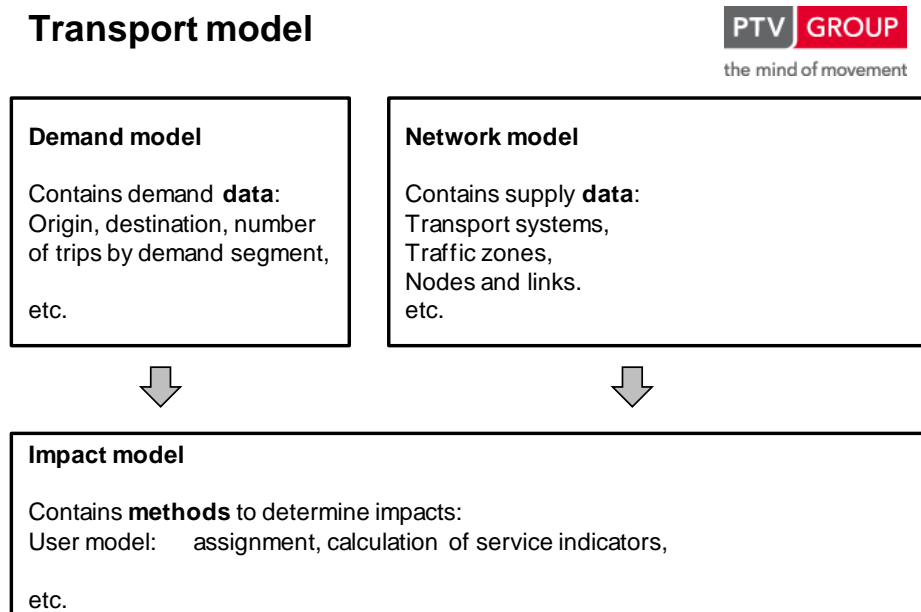 Transport model
PTV GROUP
the mind of movement
Demand model
Contains demand data:
Origin, destination, number
of trips by demand segment,
etc.
Network model
Contains supply data:
Transport systems,
Traffic zones,
Nodes and links.
etc.
Impact model
Contains methods to determine impacts:
User model: assignment, calculation of service indicators,
etc.